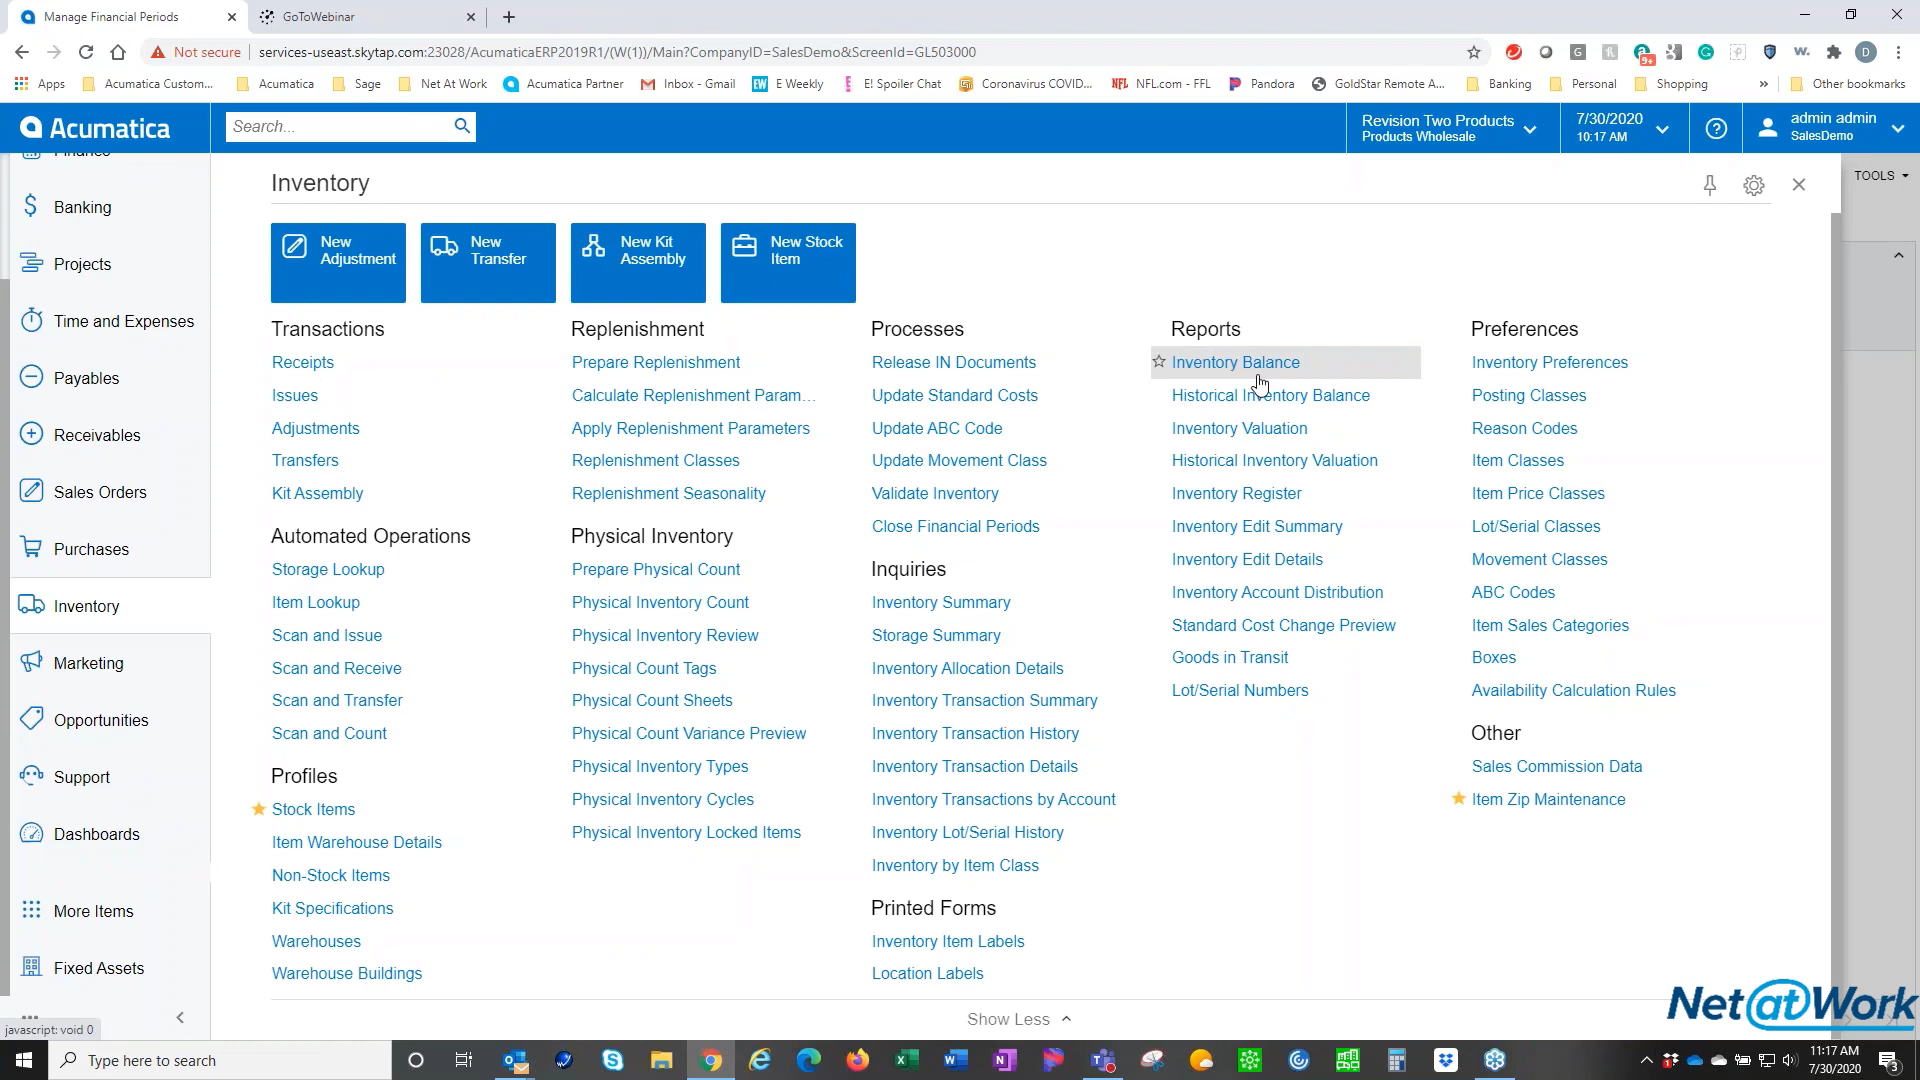 Manage Financial Periods
GoToWebinar
Not secure
services-useast.skytap.com:23028/AcumaticaERP2019R1/(W(1))/Main?CompanyID=SalesDemo&ScreenId=GL503000
9+
D
Apps
Acumatica Custom...
Acumatica
Sage
Net At Work
Acumatica Partner
Inbox - Gmail
EW
E Weekly
E! Spoiler Chat
Coronavirus COVID...
NFL
NFL.com - FFL
Pandora
GoldStar Remote A...
Banking
Personal
Shopping
»
Other bookmarks
Acumatica
Search...
Revision Two Products
Products Wholesale
7/30/2020
10:17 AM
admin admin
SalesDemo
TOOLS
Finance
Banking
Projects
Time and Expenses
Payables
Receivables
Sales Orders
Purchases
Inventory
Marketing
Opportunities
Support
Dashboards
More Items
Fixed Assets
Inventory
New Adjustment
New Transfer
New Kit Assembly
New Stock Item
Transactions
Receipts
Issues
Adjustments
Transfers
Kit Assembly
Automated Operations
Storage Lookup
Item Lookup
Scan and Issue
Scan and Receive
Scan and Transfer
Scan and Count
Profiles
Stock Items
Item Warehouse Details
Non-Stock Items
Kit Specifications
Warehouses
Warehouse Buildings
Replenishment
Prepare Replenishment
Calculate Replenishment Param...
Apply Replenishment Parameters
Replenishment Classes
Replenishment Seasonality
Physical Inventory
Prepare Physical Count
Physical Inventory Count
Physical Inventory Review
Physical Count Tags
Physical Count Sheets
Physical Count Variance Preview
Physical Inventory Types
Physical Inventory Cycles
Physical Inventory Locked Items
Processes
Release IN Documents
Update Standard Costs
Update ABC Code
Update Movement Class
Validate Inventory
Close Financial Periods
Inquiries
Inventory Summary
Storage Summary
Inventory Allocation Details
Inventory Transaction Summary
Inventory Transaction History
Inventory Transaction Details
Inventory Transactions by Account
Inventory Lot/Serial History
Inventory by Item Class
Printed Forms
Inventory Item Labels
Location Labels
Reports
Inventory Balance
Historical Inventory Balance
Inventory Valuation
Historical Inventory Valuation
Inventory Register
Inventory Edit Summary
Inventory Edit Details
Inventory Account Distribution
Standard Cost Change Preview
Goods in Transit
Lot/Serial Numbers
Preferences
Inventory Preferences
Posting Classes
Reason Codes
Item Classes
Item Price Classes
Lot/Serial Classes
Movement Classes
ABC Codes
Item Sales Categories
Boxes
Availability Calculation Rules
Other
Sales Commission Data
Item Zip Maintenance
Show Less
Net at Work
javascript: void 0
Type here to search
11:17 AM
7/30/2020
3